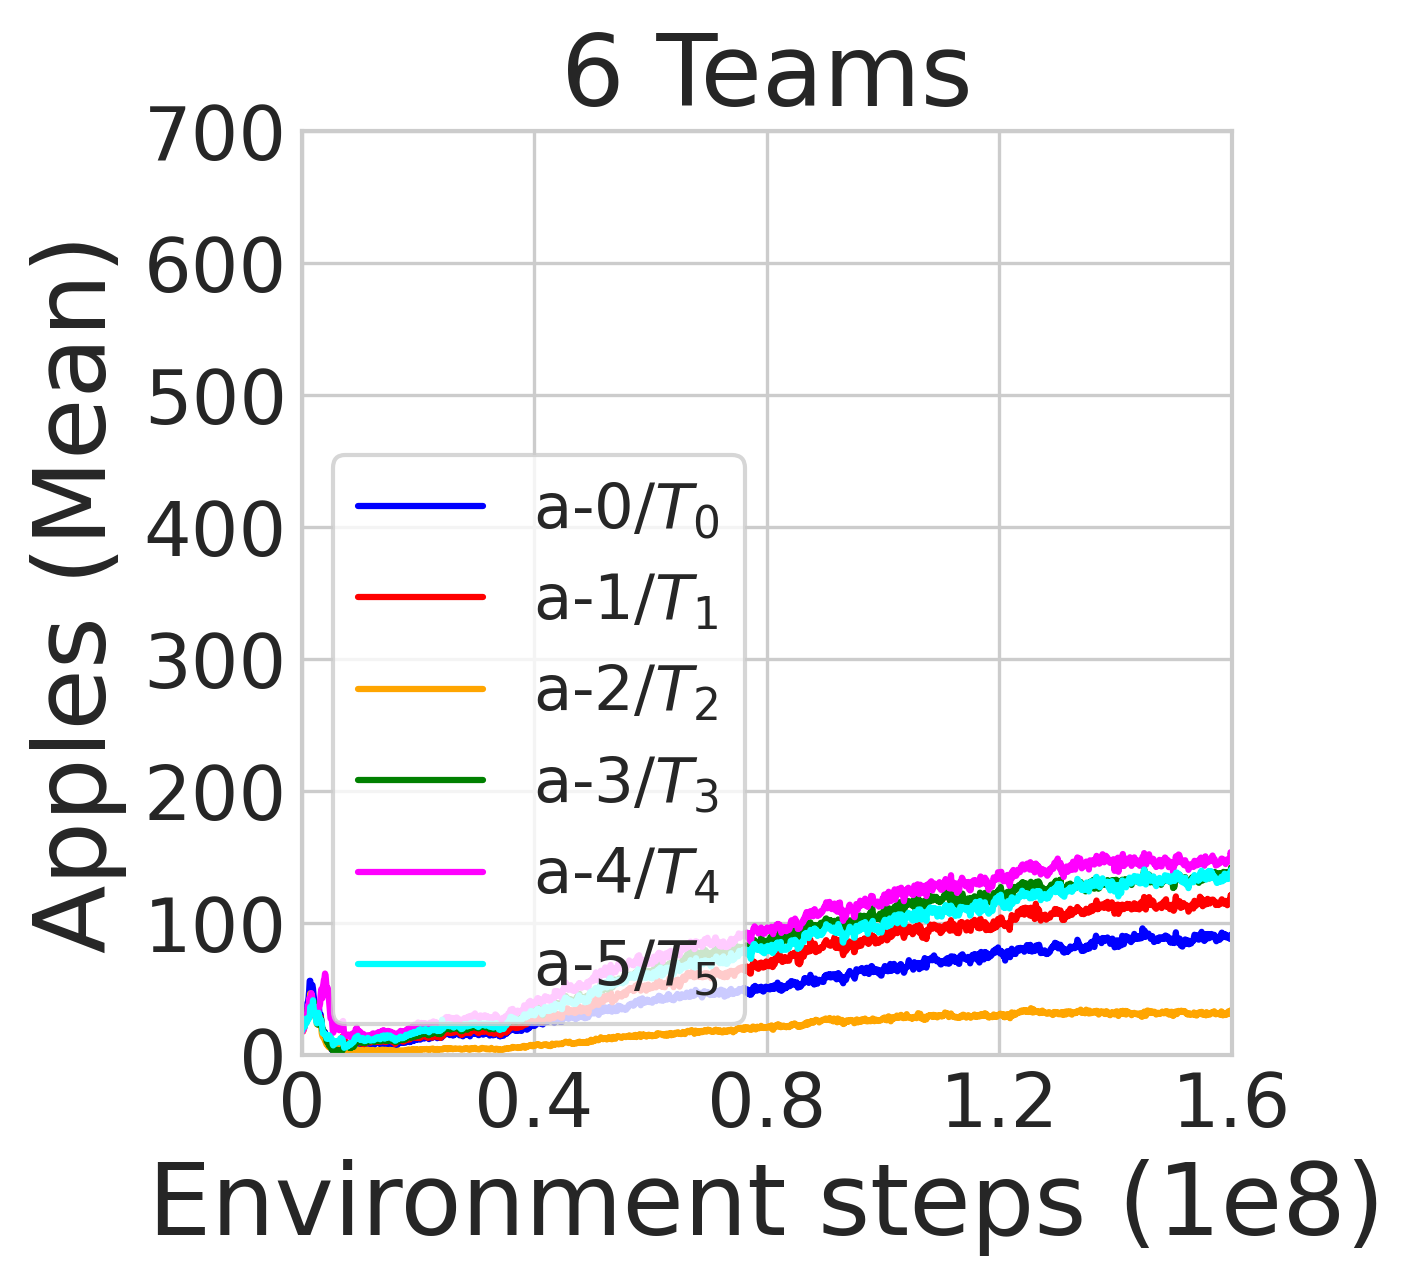 6 Teams
Apples (Mean)
700
600
500
400
300
200
100
0
a-0/T₀
a-1/T₁
a-2/T₂
a-3/T₃
a-4/T₄
a-5/T₅
0 0.4 0.8 1.2 1.6
Environment steps (1e8)